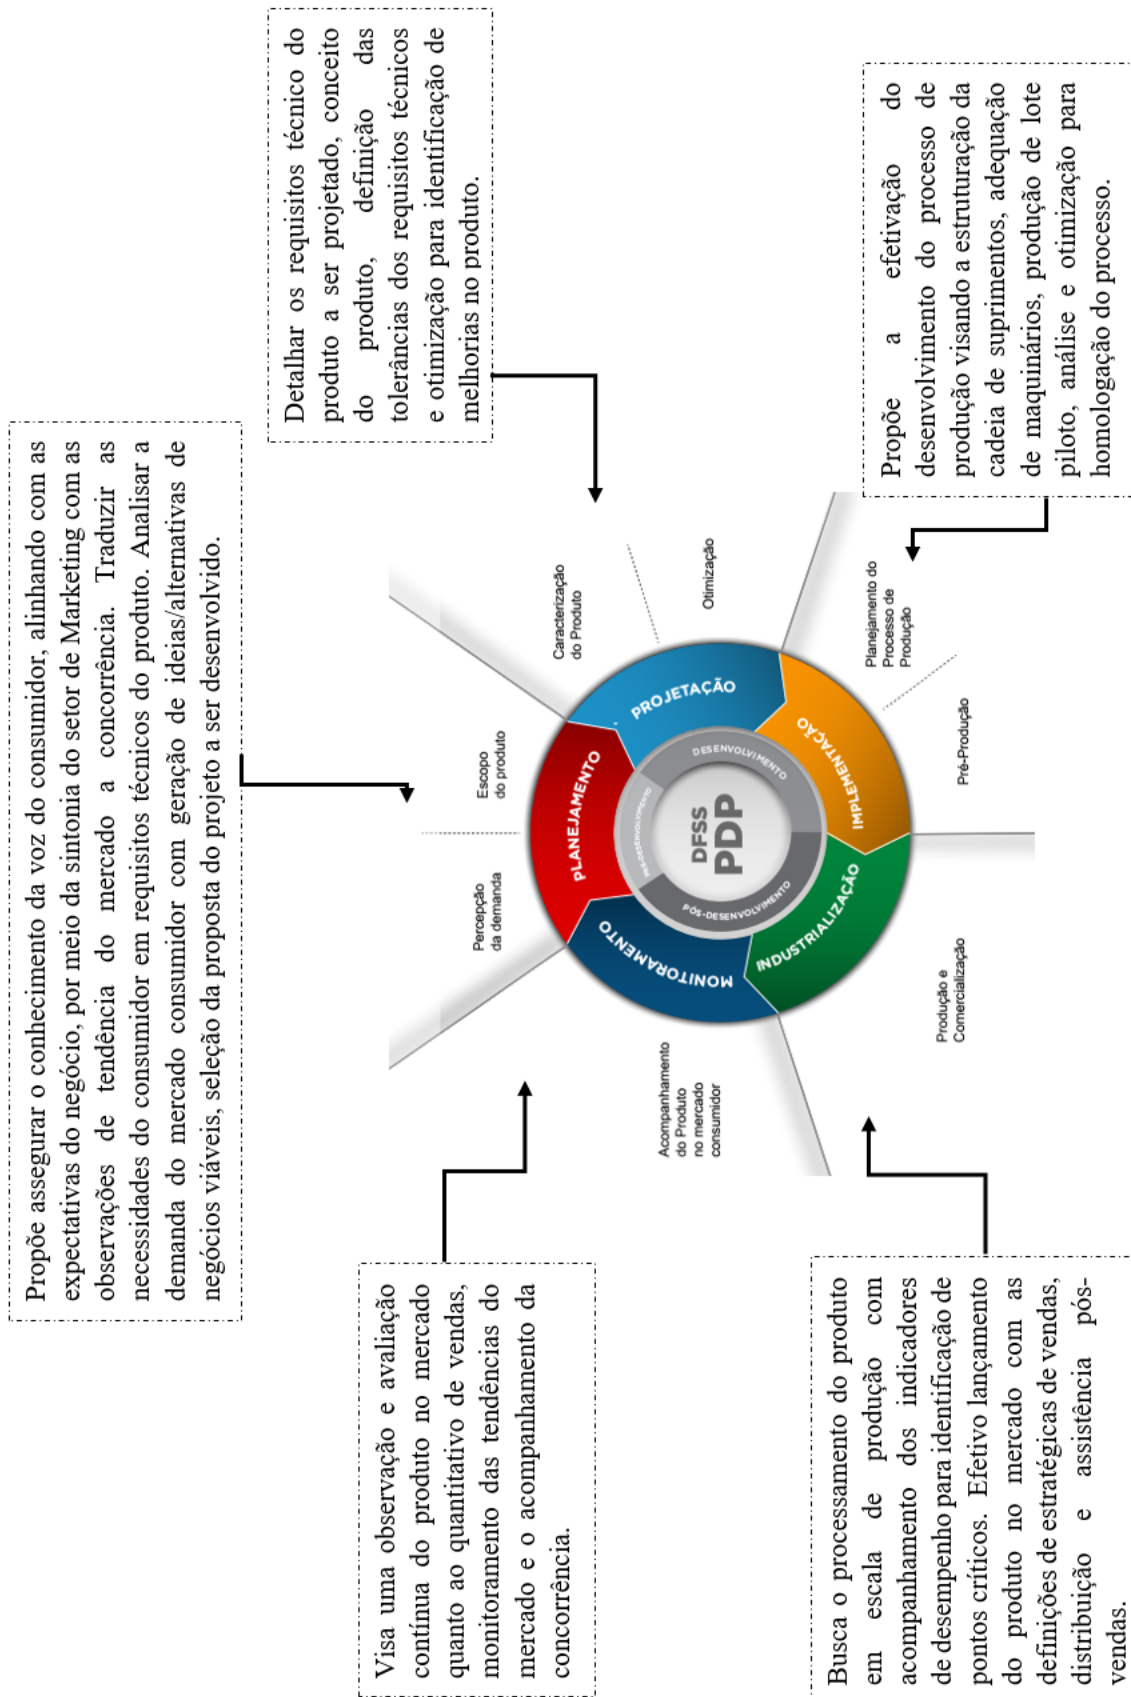 Propõe assegurar o conhecimento da voz do consumidor, alinhando com as
expectativas do negócio, por meio da sintonia do setor de Marketing com as
observações de tendência do mercado a concorrência. Traduzir as
necessidades do consumidor em requisitos técnicos do produto. Analisar a
demanda do mercado consumidor com geração de ideias/alternativas de
negócios viáveis, seleção da proposta do projeto a ser desenvolvido.
Detalhar os requisitos técnico do
produto a ser projetado, conceito
do produto, definição das
tolerâncias dos requisitos técnicos
e otimização para identificação de
melhorias no produto.
Visa uma observação e avaliação
contínua do produto no mercado
quanto ao quantitativo de vendas,
monitoramento das tendências do
mercado e o acompanhamento da
concorrência.
Percepção
da demanda
Escopo
do produto
Caracterização
do Produto
Otimização
Acompanhamento
do Produto
no mercado
consumidor
PLANEJAMENTO
PROJETAÇÃO
IMPLEMENTAÇÃO
INDUSTRIALIZAÇÃO
MONITORAMENTO
PRÉ-DESENVOLVIMENTO
DESENVOLVIMENTO
PÓS-DESENVOLVIMENTO
DFSS
PDP
Planejamento do
Processo de
Produção
Pré-Produção
Produção e
Comercialização
Busca o processamento do produto
em escala de produção com
acompanhamento dos indicadores
de desempenho para identificação de
pontos críticos. Efetivo lançamento
do produto no mercado com as
definições de estratégicas de vendas,
distribuição e assistência pós-
vendas.
Propõe a efetivação do
desenvolvimento do processo de
produção visando a estruturação da
cadeia de suprimentos, adequação
de maquinários, produção de lote
piloto, análise e otimização para
homologação do processo.